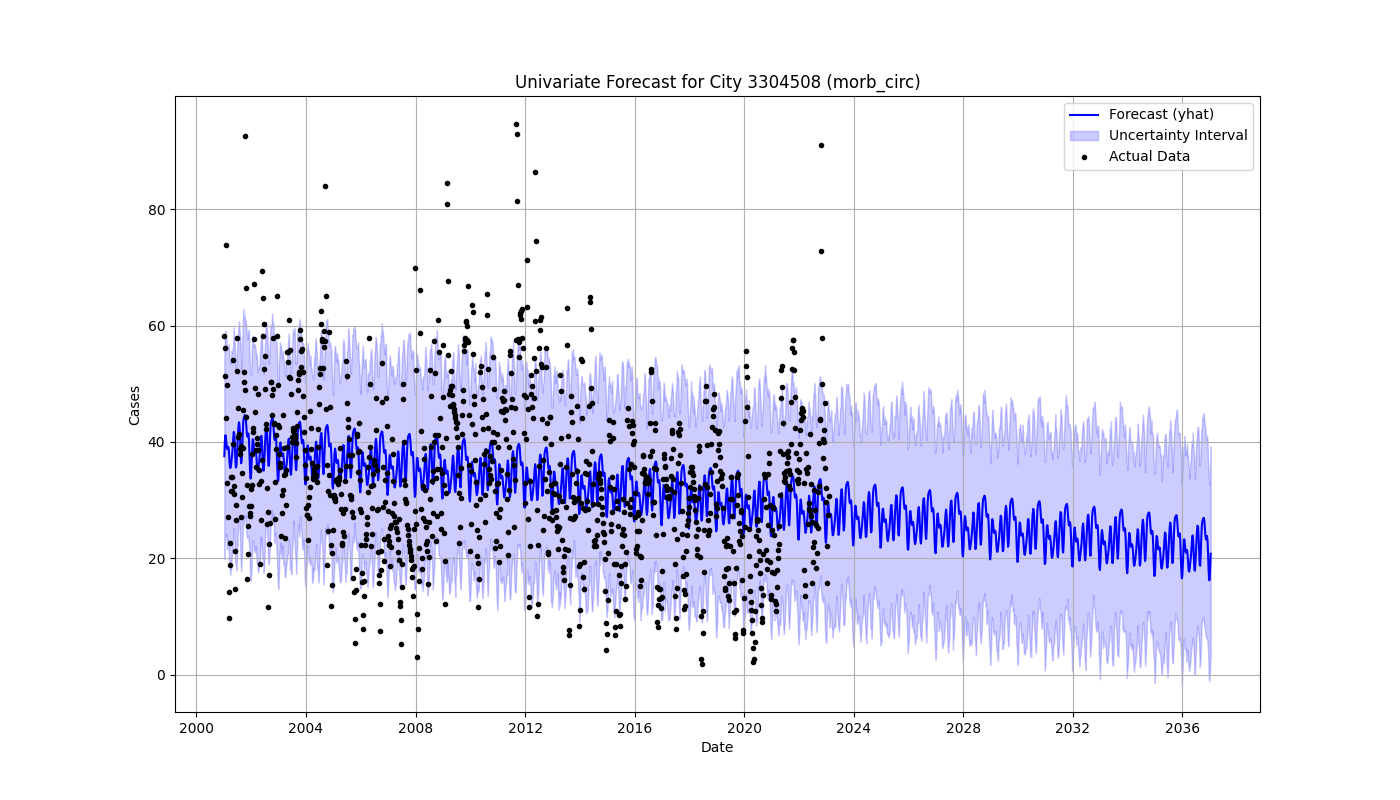 Univariate Forecast for City 3304508 (morb_circ)
Forecast (yhat)
Uncertainty Interval
Actual Data
Cases
80
60
40
20
0
2000 2004 2008 2012 2016 2020 2024 2028 2032 2036
Date